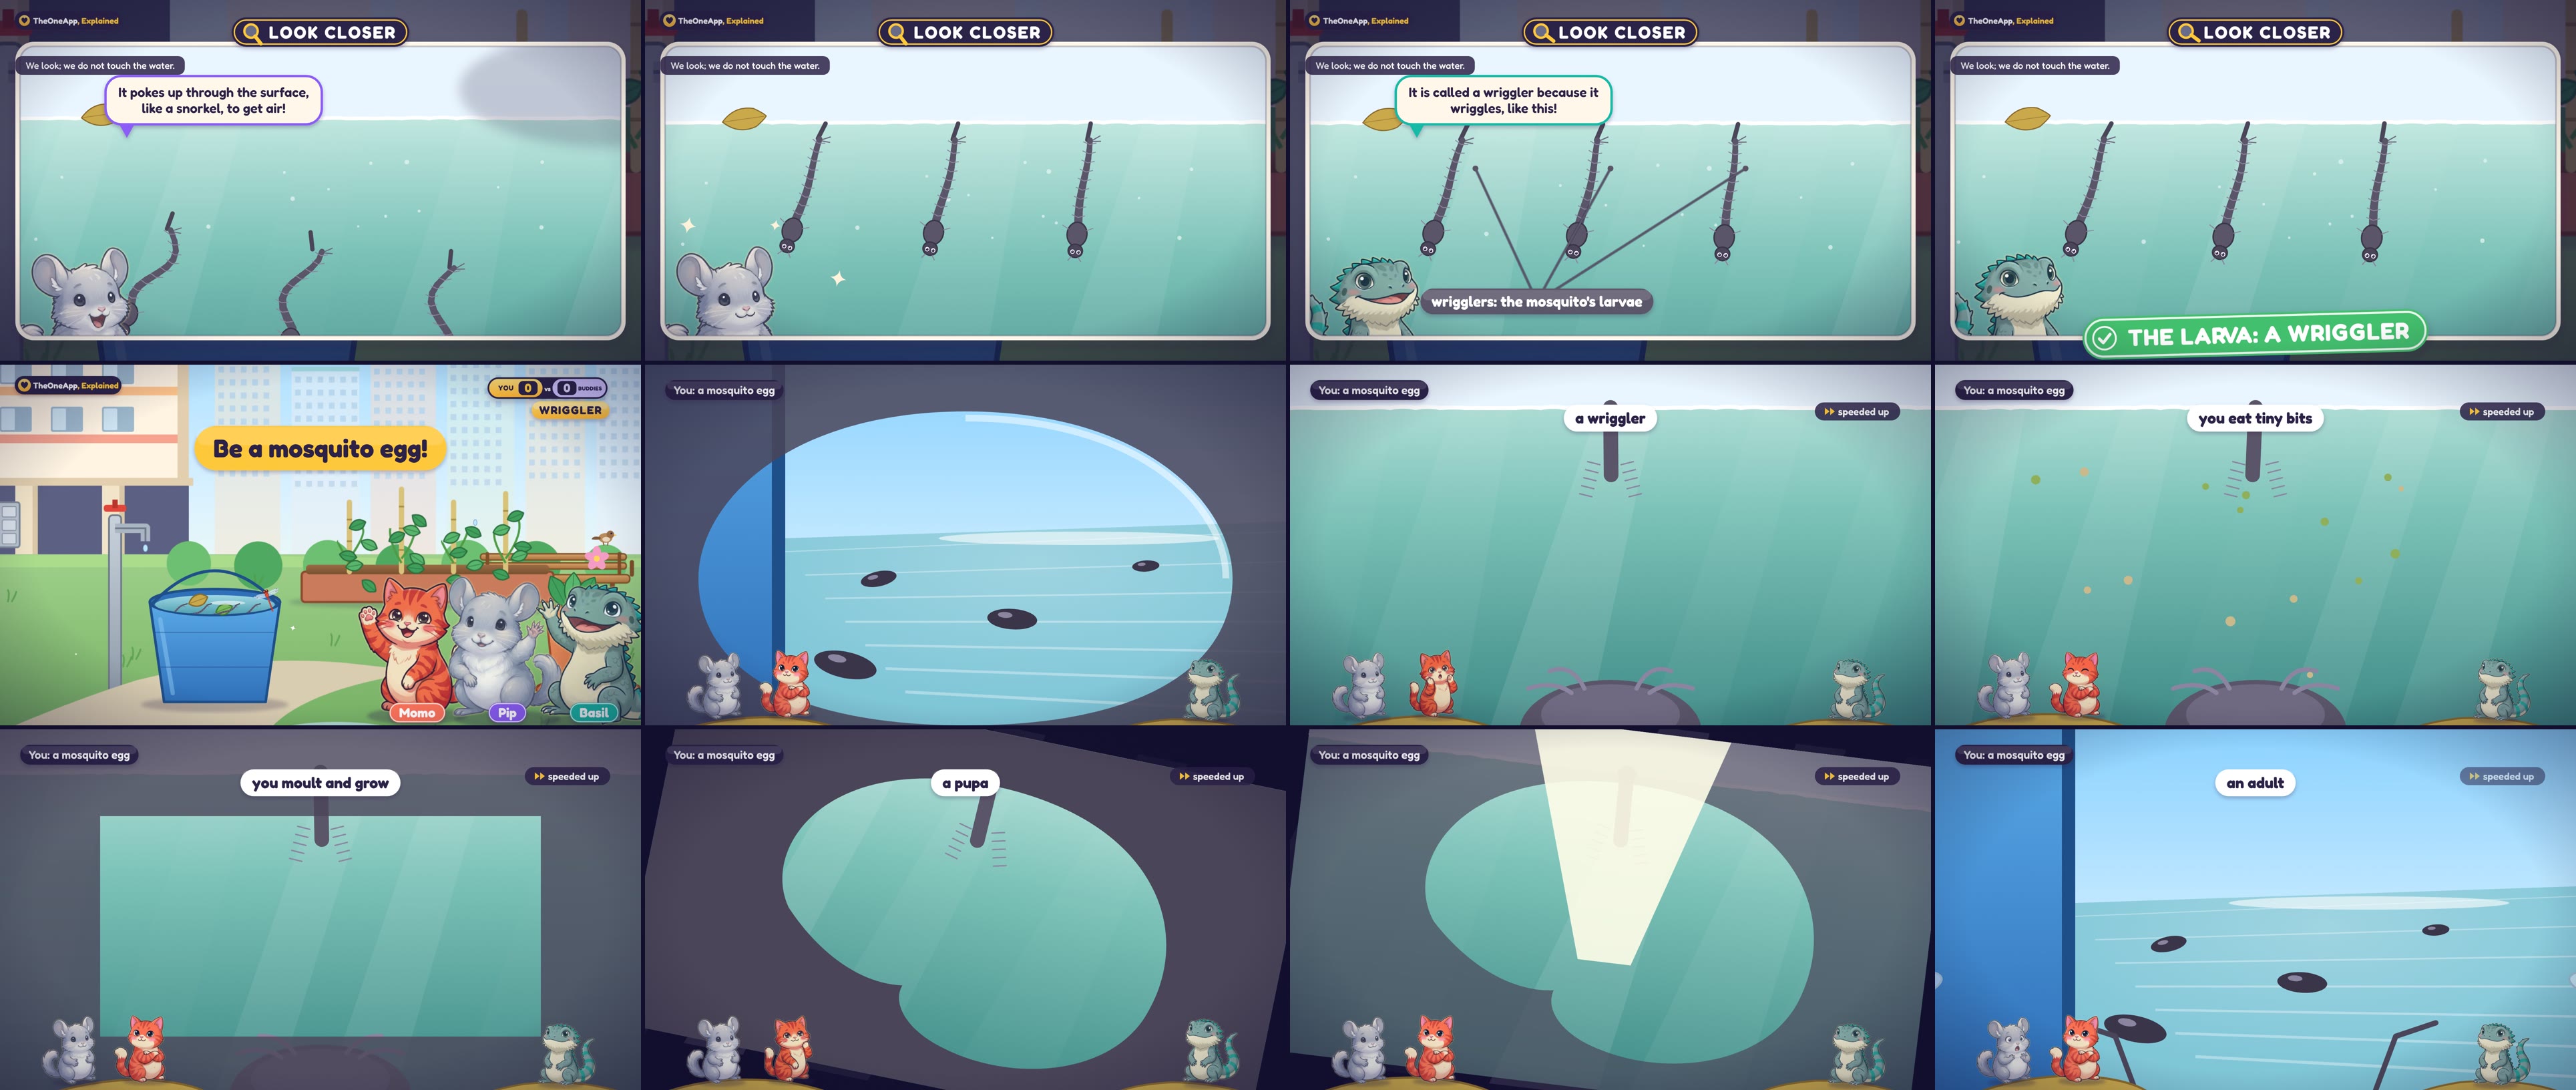 TheOneApp, Explained
LOOK CLOSER
We look; we do not touch the water.
It pokes up through the surface,
like a snorkel, to get air!
TheOneApp, Explained
LOOK CLOSER
We look; we do not touch the water.
TheOneApp, Explained
LOOK CLOSER
We look; we do not touch the water.
It is called a wriggler because it
wriggles, like this!
wrigglers: the mosquito's larvae
TheOneApp, Explained
LOOK CLOSER
We look; we do not touch the water.
THE LARVA: A WRIGGLER
TheOneApp, Explained
YOU 0 vs 0 BUDDIES
WRIGGLER
Be a mosquito egg!
Momo
Pip
Basil
You: a mosquito egg
You: a mosquito egg
a wriggler
speeded up
You: a mosquito egg
you eat tiny bits
speeded up
You: a mosquito egg
you moult and grow
speeded up
You: a mosquito egg
a pupa
speeded up
You: a mosquito egg
speeded up
You: a mosquito egg
an adult
speeded up